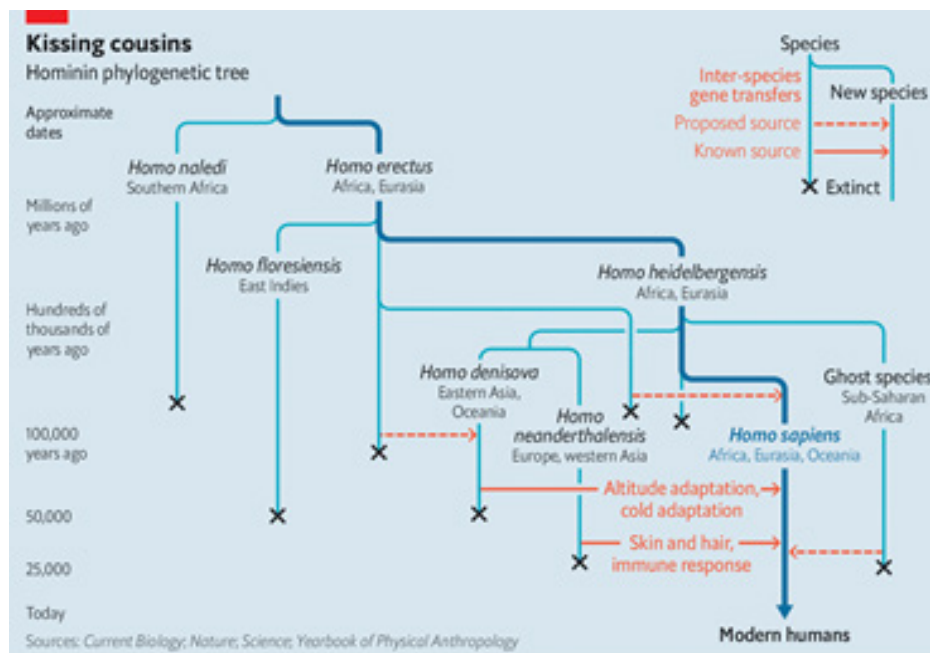 Kissing cousins
Hominin phylogenetic tree
Species
Inter-species
gene transfers
New species
Proposed source
Known source
Extinct
Approximate
dates
Homo naledi
Southern Africa
Homo erectus
Africa, Eurasia
Millions of
years ago
Homo floresiensis
East Indies
Homo heidelbergensis
Africa, Eurasia
Hundreds of
thousands of
years ago
Homo denisova
Eastern Asia,
Oceania
Ghost species
Sub-Saharan
Africa
Homo
neanderthalensis
Europe, western Asia
Homo sapiens
Africa, Eurasia, Oceania
100,000
years ago
Altitude adaptation,
cold adaptation
50,000
Skin and hair,
immune response
25,000
Today
Modern humans
Sources: Current Biology; Nature; Science; Yearbook of Physical Anthropology